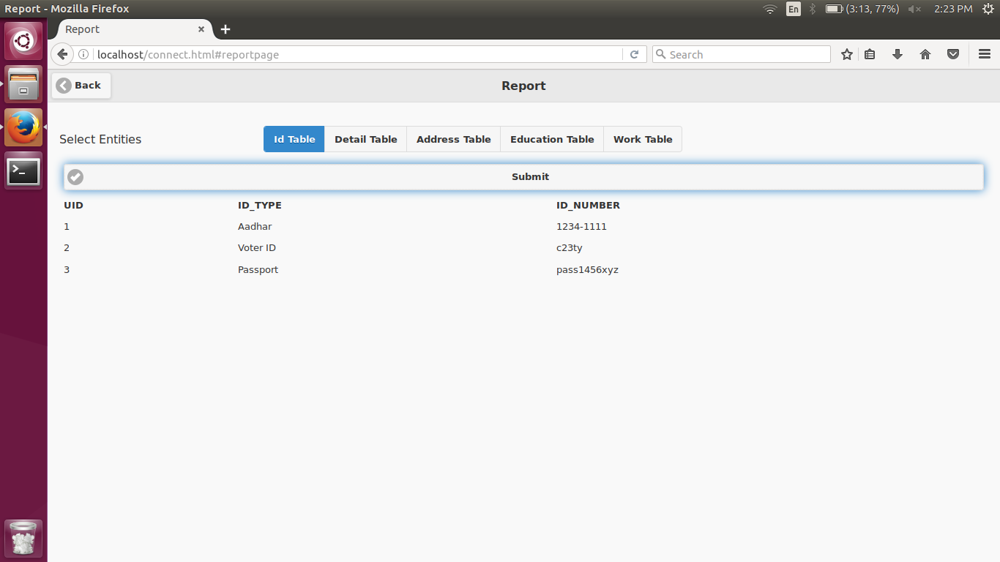 Report - Mozilla Firefox
En
(3:13, 77%)
2:23 PM
Report
localhost/connect.html#reportpage
Search
Back
Report
Select Entities
Id Table Detail Table Address Table Education Table Work Table
Submit
UID ID_TYPE ID_NUMBER
1 Aadhar 1234-1111
2 Voter ID c23ty
3 Passport pass1456xyz